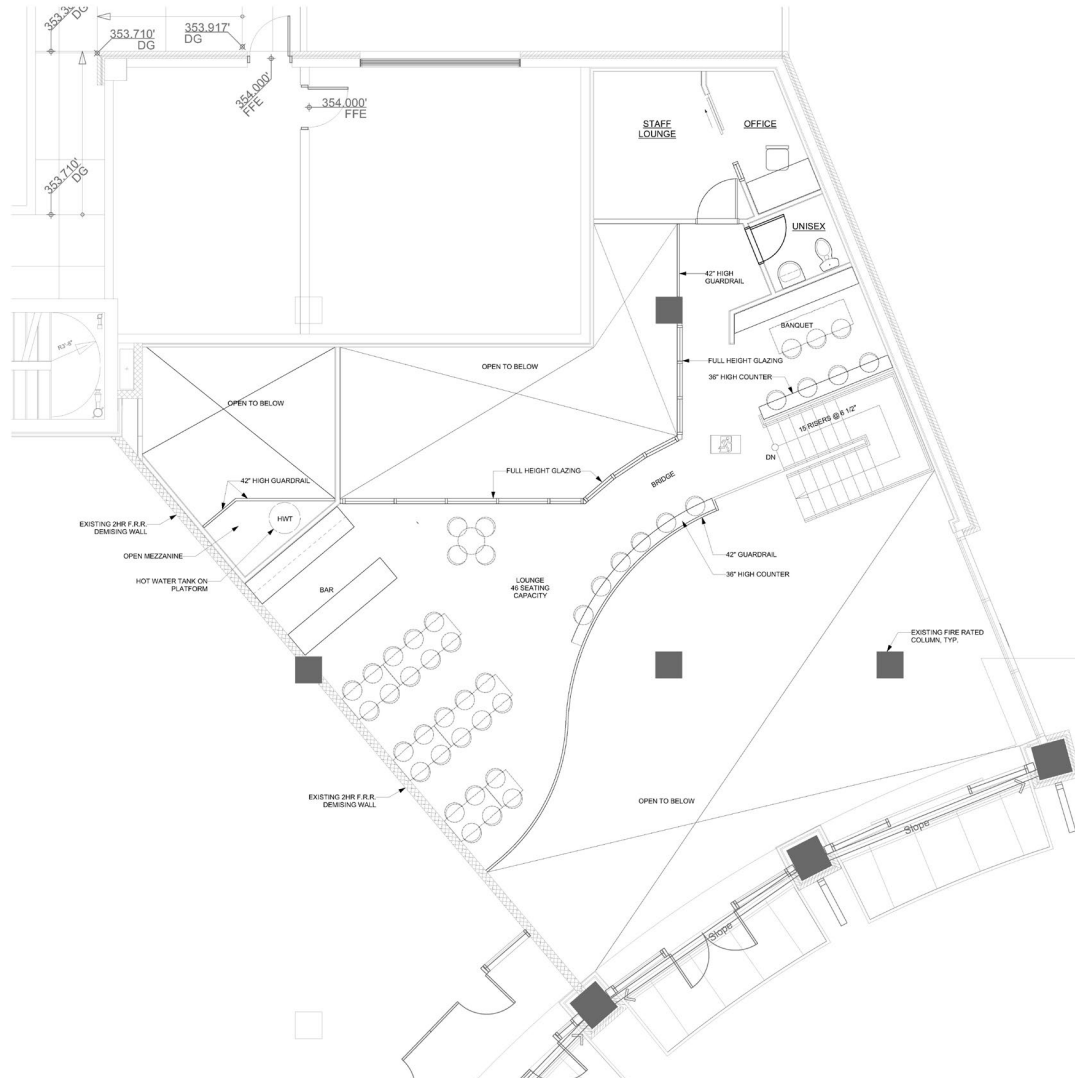 353.917'
DG
353.710'
DG
354.000'
FFE
354.000'
FFE
353.710'
DG
STAFF
LOUNGE
OFFICE
UNISEX
42" HIGH
GUARDRAIL
BANQUET
R3'-8"
OPEN TO BELOW
FULL HEIGHT GLAZING
36" HIGH COUNTER
OPEN TO BELOW
15 RISERS @ 6 1/2"
DN
FULL HEIGHT GLAZING
BRIDGE
42" HIGH GUARDRAIL
HWT
EXISTING 2HR F.R.R.
DEMISING WALL
OPEN MEZZANINE
42" GUARDRAIL
36" HIGH COUNTER
HOT WATER TANK ON
PLATFORM
BAR
LOUNGE
46 SEATING
CAPACITY
EXISTING FIRE RATED
COLUMN, TYP.
EXISTING 2HR F.R.R.
DEMISING WALL
OPEN TO BELOW
Slope
Slope